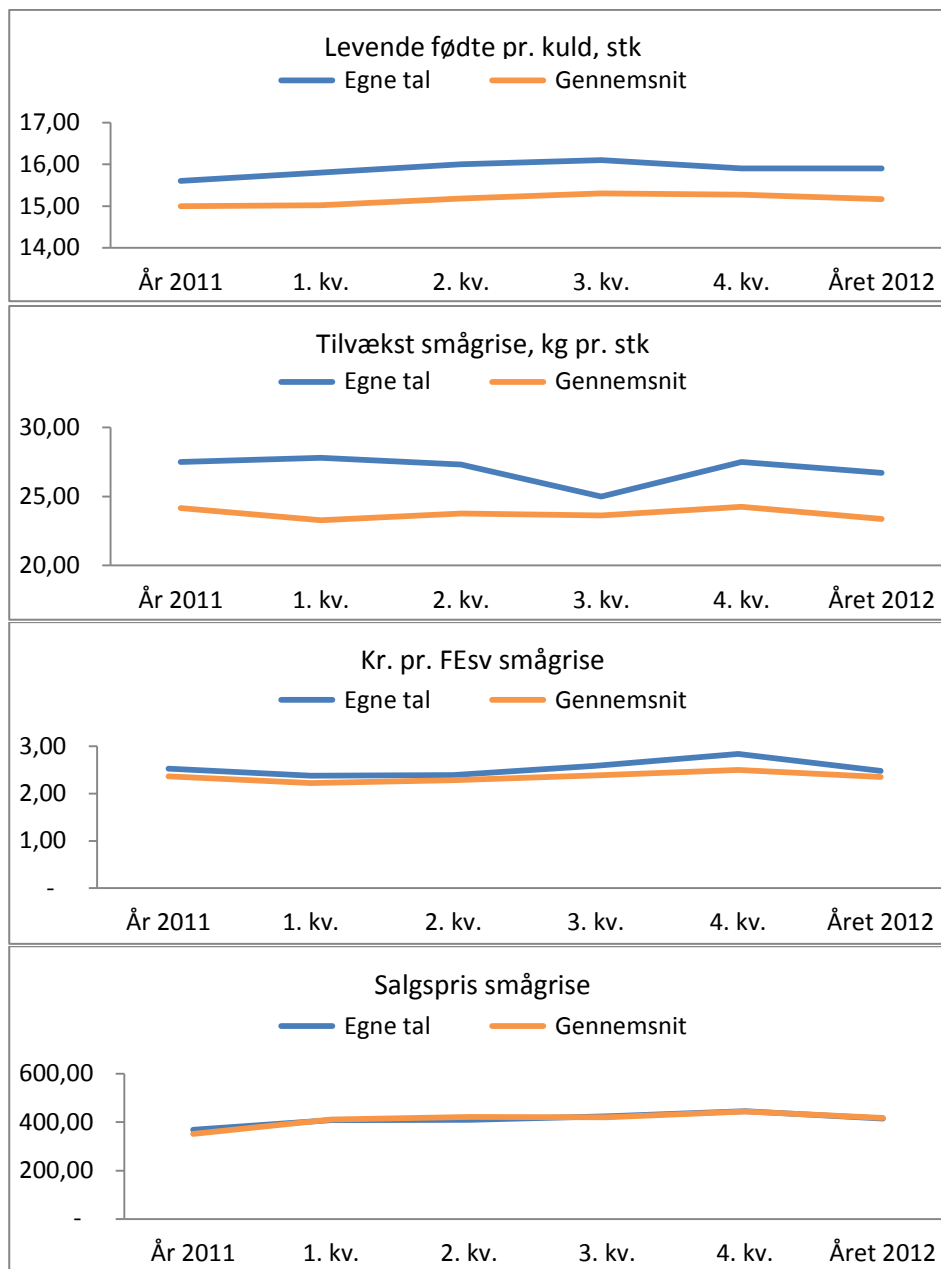 Levende fødte pr. kuld, stk
Egne tal Gennemsnit
17,00
16,00
15,00
14,00
År 2011 1. kv. 2. kv. 3. kv. 4. kv. Året 2012
Tilvækst smågrise, kg pr. stk
Egne tal Gennemsnit
30,00
25,00
20,00
År 2011 1. kv. 2. kv. 3. kv. 4. kv. Året 2012
Kr. pr. FEsv smågrise
Egne tal Gennemsnit
3,00
2,00
1,00
-
År 2011 1. kv. 2. kv. 3. kv. 4. kv. Året 2012
Salgspris smågrise
Egne tal Gennemsnit
600,00
400,00
200,00
-
År 2011 1. kv. 2. kv. 3. kv. 4. kv. Året 2012